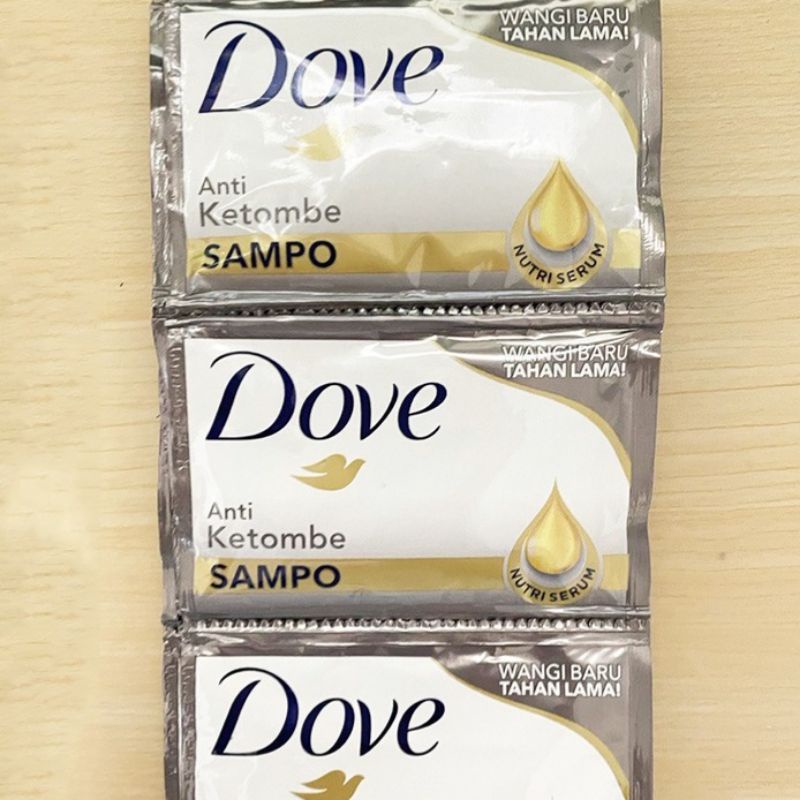 WANGI BARU
TAHAN LAMA!
Dove
Anti
Ketombe
SAMPO
NUTRI SERUM
WANGI BARU
TAHAN LAMA!
Dove
Anti
Ketombe
SAMPO
NUTRI SERUM
WANGI BARU
TAHAN LAMA!
Dove